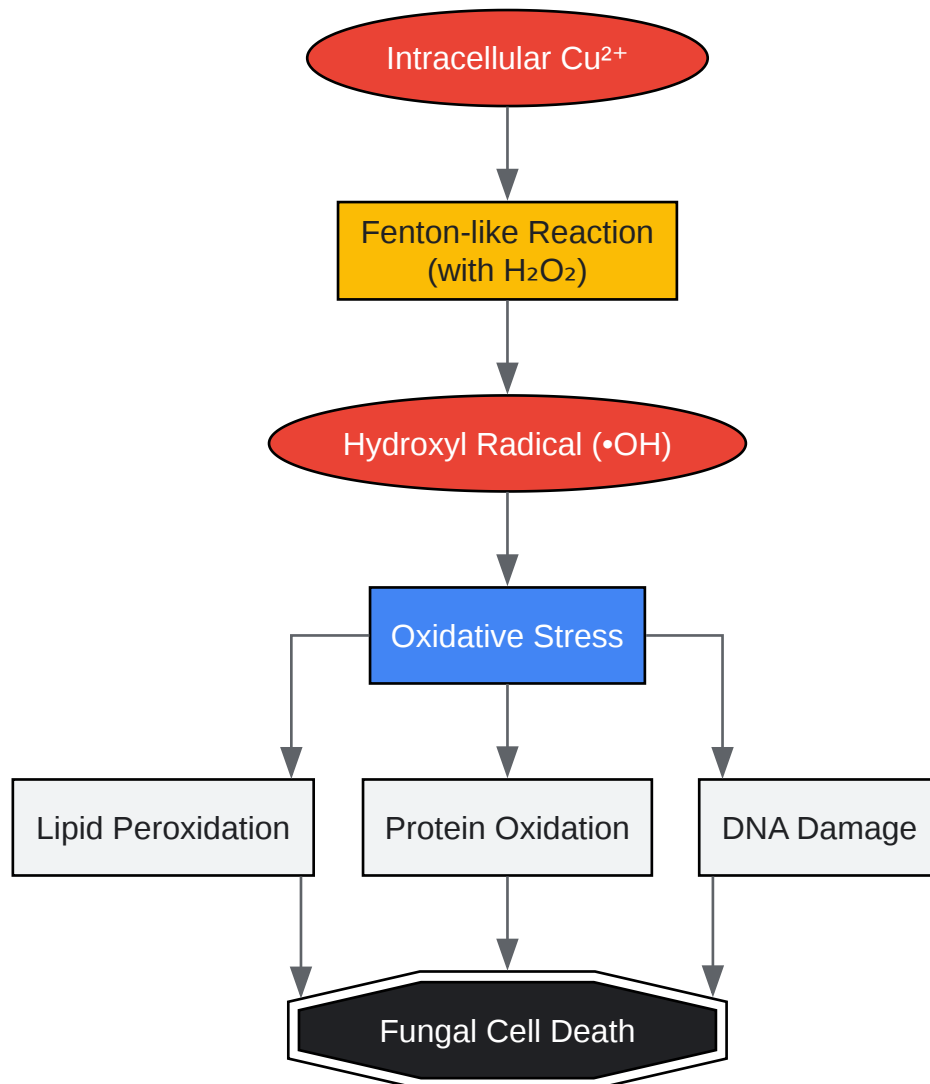 Intracellular Cu²⁺
Fenton-like Reaction
(with H₂O₂)
Hydroxyl Radical (•OH)
Oxidative Stress
Lipid Peroxidation
Protein Oxidation
DNA Damage
Fungal Cell Death